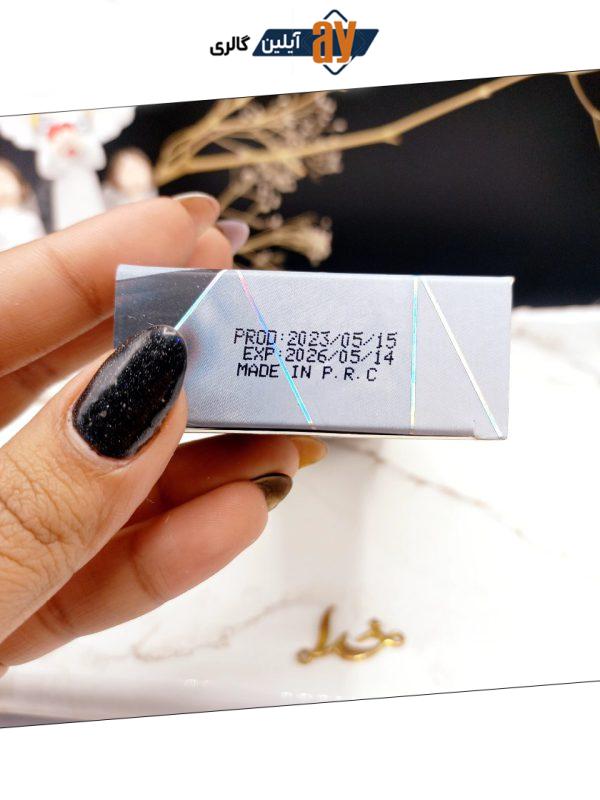 آیلین گالری ay
PROD:2023/05/15
EXP:2026/05/14
MADE IN P.R.C